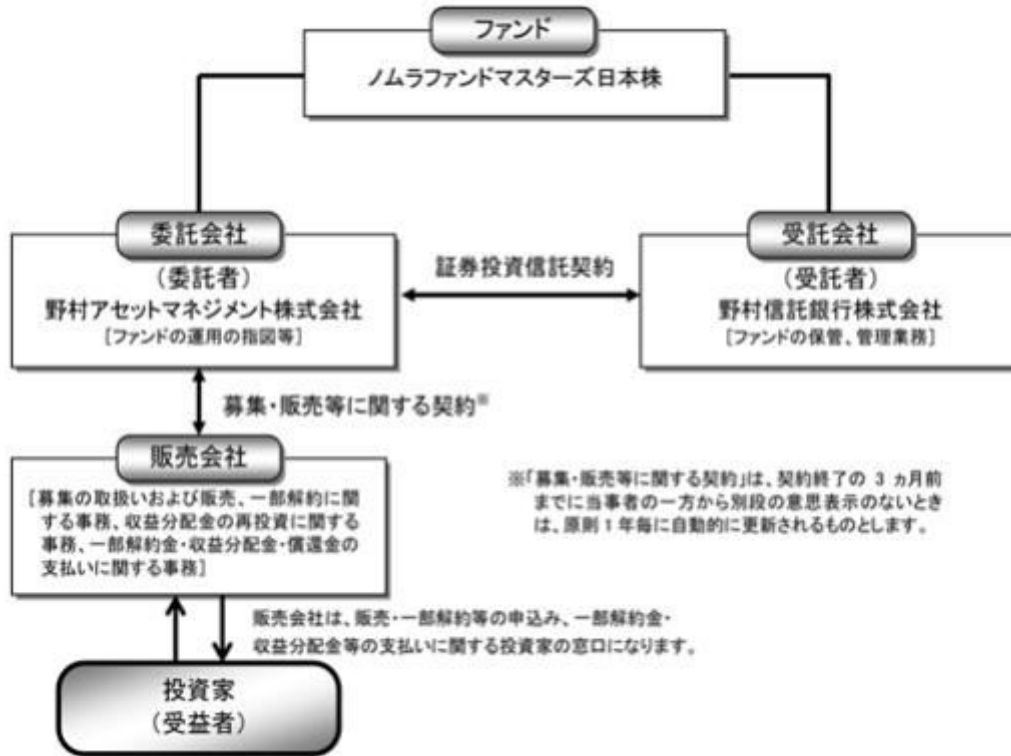 ファンド
ノムラファンドマスターズ日本株
委託会社
(委託者)
野村アセットマネジメント株式会社
[ファンドの運用の指図等]
証券投資信託契約
受託会社
(受託者)
野村信託銀行株式会社
[ファンドの保管、管理業務]
募集・販売等に関する契約※
販売会社
[募集の取扱いおよび販売、一部解約に関
する事務、収益分配金の再投資に関する
事務、一部解約金・収益分配金・償還金の
支払いに関する事務]
※「募集・販売等に関する契約」は、契約終了の 3 ヵ月前
までに当事者の一方から別段の意思表示のないとき
は、原則 1 年毎に自動的に更新されるものとします。
販売会社は、販売・一部解約等の申込み、一部解約金・
収益分配金等の支払いに関する投資家の窓口になります。
投資家
(受益者)